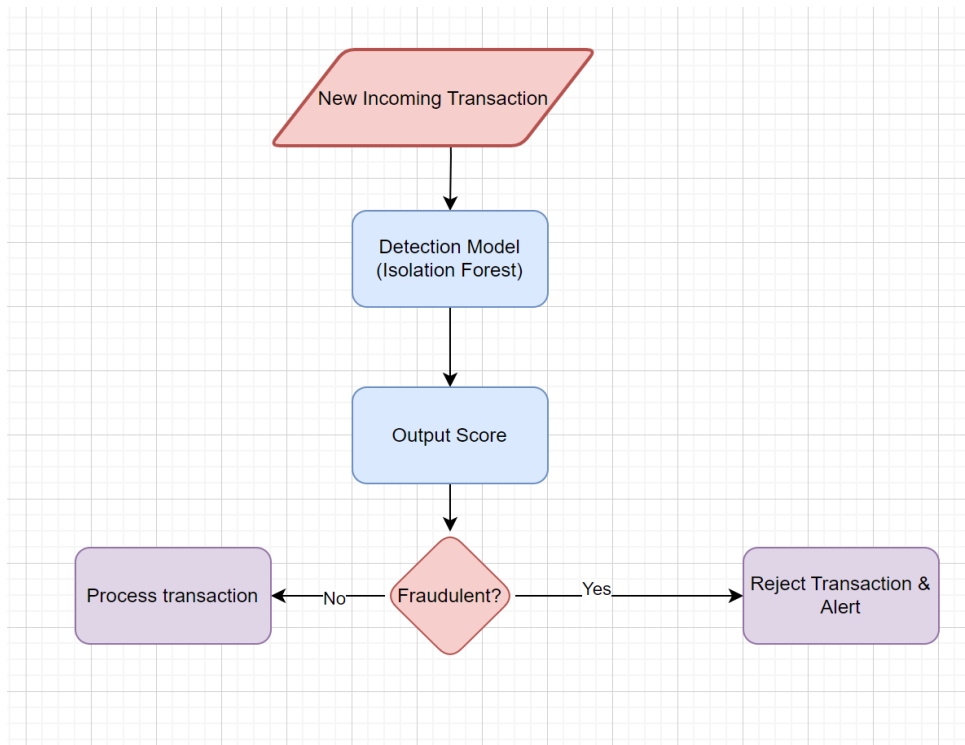 New Incoming Transaction
Detection Model
(Isolation Forest)
Output Score
Process transaction
No
Fraudulent?
Yes
Reject Transaction &
Alert